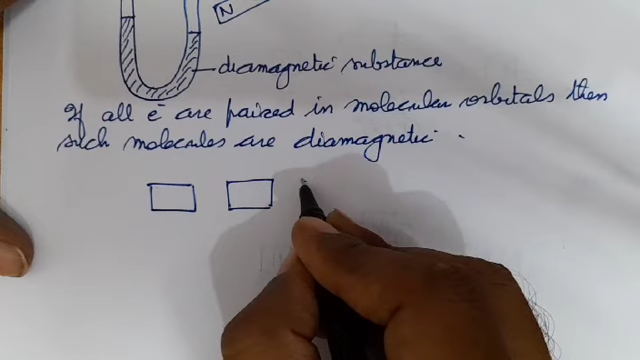 N
diamagnetic substance
If all e⁻ are paired in molecular orbitals then
such molecules are diamagnetic.